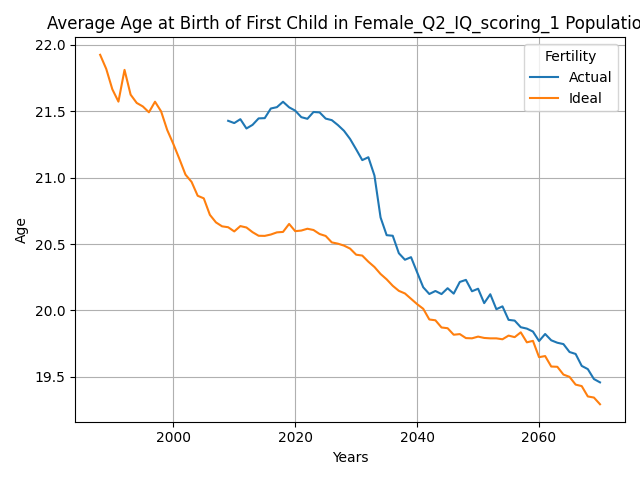 Average Age at Birth of First Child in Female_Q2_IQ_scoring_1 Populatio
Fertility
Actual
Ideal
22.0
21.5
21.0
20.5
20.0
19.5
Age
2000
2020
2040
2060
Years